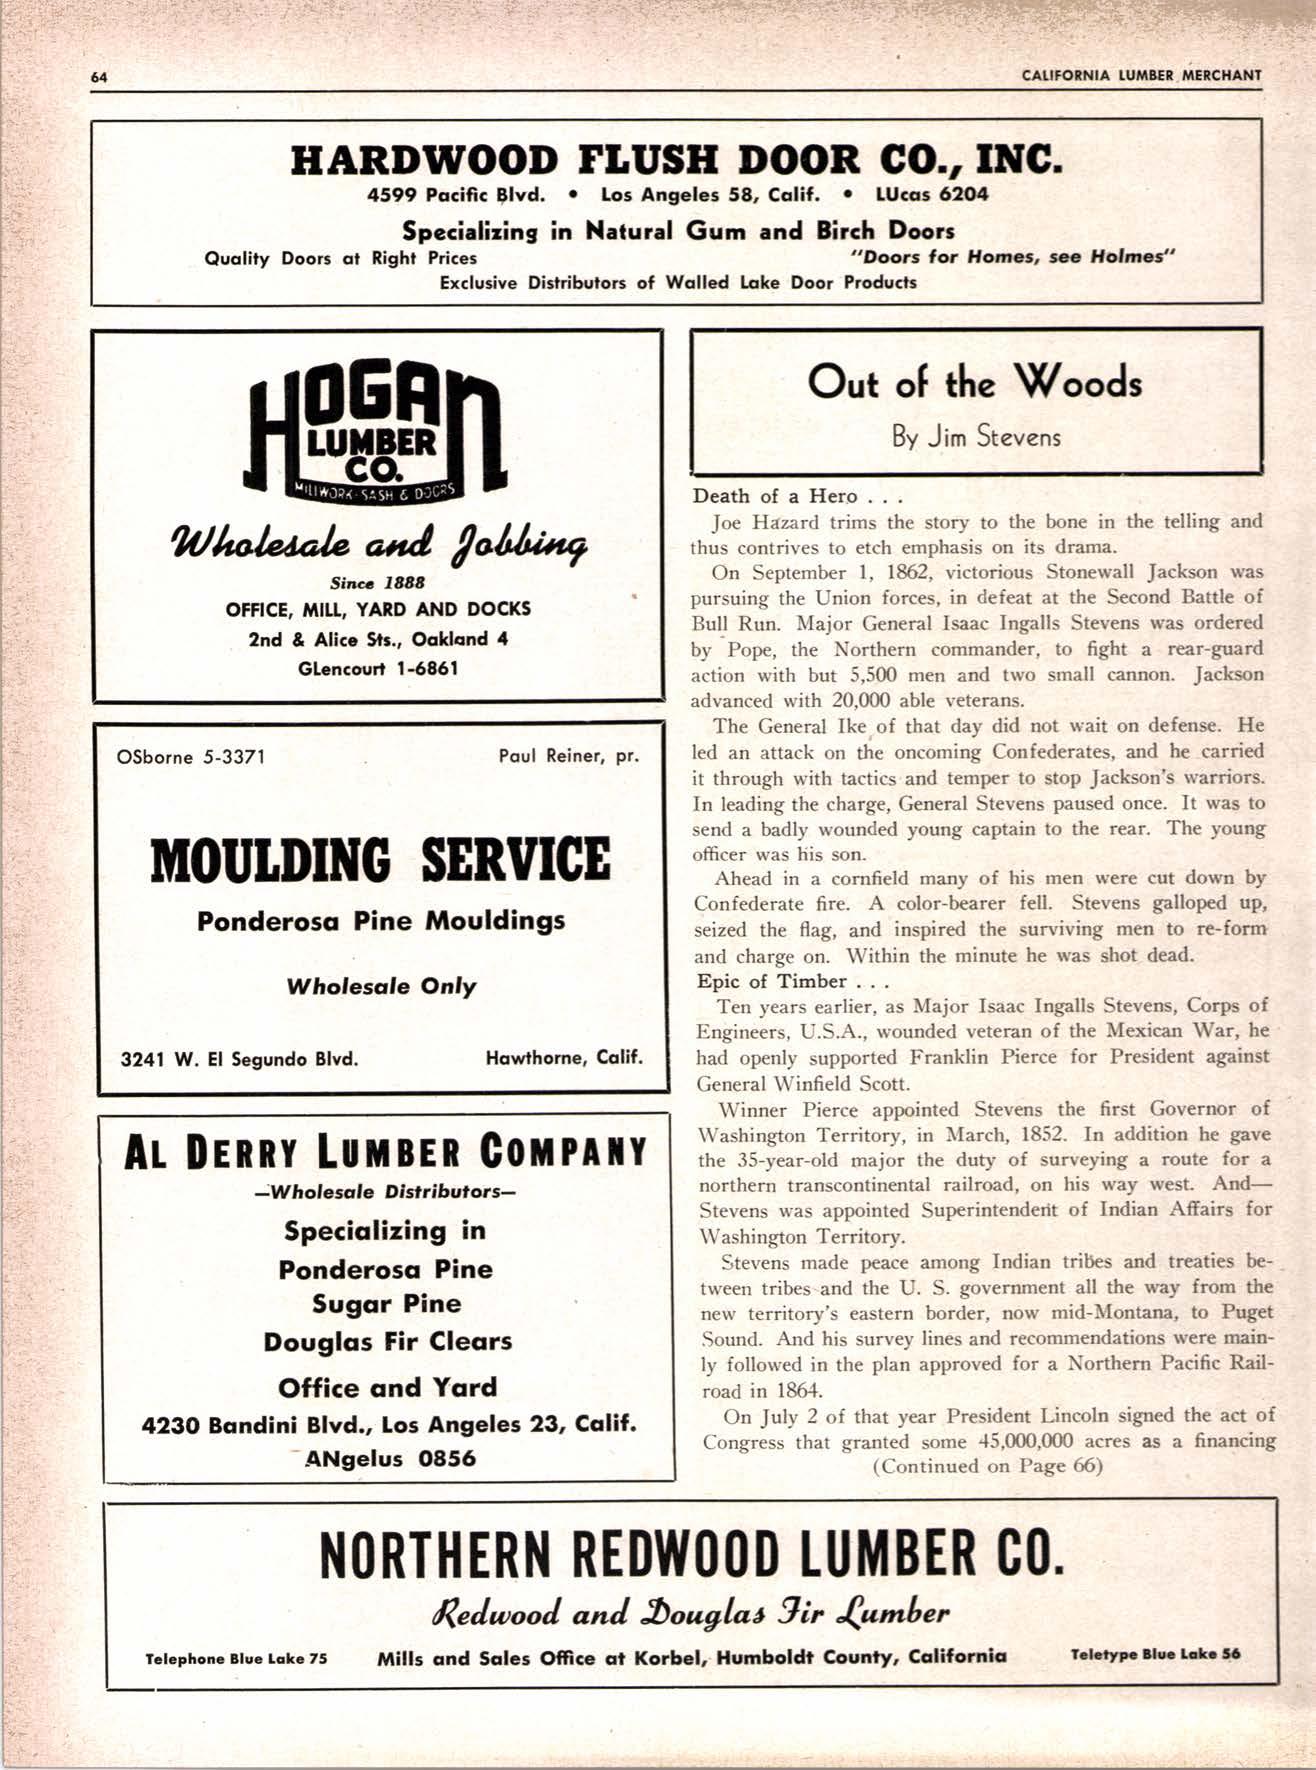 64
CALIFORNIA LUMBER MERCHANT
HARDWOOD FLUSH DOOR CO., INC.
4599 Pacific Blvd. • Los Angeles 58, Calif. • LUcas 6204
Specializing in Natural Gum and Birch Doors
Quality Doors at Right Prices "Doors for Homes, see Holmes"
Exclusive Distributors of Walled Lake Door Products
HOGAN
LUMBER
CO.
MILLWORK-SASH & DOORS
Wholesale and Jobbing
Since 1888
OFFICE, MILL, YARD AND DOCKS
2nd & Alice Sts., Oakland 4
GLencourt 1-6861
OSborne 5-3371 Paul Reiner, pr.
MOULDING SERVICE
Ponderosa Pine Mouldings
Wholesale Only
3241 W. El Segundo Blvd. Hawthorne, Calif.
AL DERRY LUMBER COMPANY
—Wholesale Distributors—
Specializing in
Ponderosa Pine
Sugar Pine
Douglas Fir Clears
Office and Yard
4230 Bandini Blvd., Los Angeles 23, Calif.
ANgelus 0856
Out of the Woods
By Jim Stevens
Death of a Hero . . .
Joe Hazard trims the story to the bone in the telling and
thus contrives to etch emphasis on its drama.
On September 1, 1862, victorious Stonewall Jackson was
pursuing the Union forces, in defeat at the Second Battle of
Bull Run. Major General Isaac Ingalls Stevens was ordered
by Pope, the Northern commander, to fight a rear-guard
action with but 5,500 men and two small cannon. Jackson
advanced with 20,000 able veterans.
The General Ike of that day did not wait on defense. He
led an attack on the oncoming Confederates, and he carried
it through with tactics and temper to stop Jackson's warriors.
In leading the charge, General Stevens paused once. It was to
send a badly wounded young captain to the rear. The young
officer was his son.
Ahead in a cornfield many of his men were cut down by
Confederate fire. A color-bearer fell. Stevens galloped up,
seized the flag, and inspired the surviving men to re-form
and charge on. Within the minute he was shot dead.
Epic of Timber . . .
Ten years earlier, as Major Isaac Ingalls Stevens, Corps of
Engineers, U.S.A., wounded veteran of the Mexican War, he
had openly supported Franklin Pierce for President against
General Winfield Scott.
Winner Pierce appointed Stevens the first Governor of
Washington Territory, in March, 1852. In addition he gave
the 35-year-old major the duty of surveying a route for a
northern transcontinental railroad, on his way west. And—
Stevens was appointed Superintendent of Indian Affairs for
Washington Territory.
Stevens made peace among Indian tribes and treaties be-
tween tribes and the U. S. government all the way from the
new territory's eastern border, now mid-Montana, to Puget
Sound. And his survey lines and recommendations were main-
ly followed in the plan approved for a Northern Pacific Rail-
road in 1864.
On July 2 of that year President Lincoln signed the act of
Congress that granted some 45,000,000 acres as a financing
(Continued on Page 66)
NORTHERN REDWOOD LUMBER CO.
Redwood and Douglas Fir Lumber
Telephone Blue Lake 75 Mills and Sales Office at Korbel, Humboldt County, California Teletype Blue Lake 56